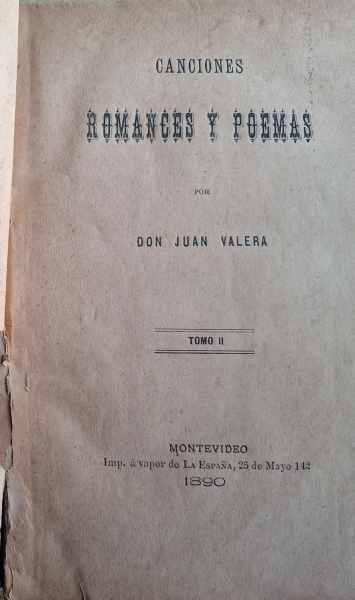 CANCIONES
ROMANCES Y POEMAS
POR
DON JUAN VALERA
TOMO II
MONTEVIDEO
Imp. á vapor de LA ESPAÑA, 25 de Mayo 142
1890